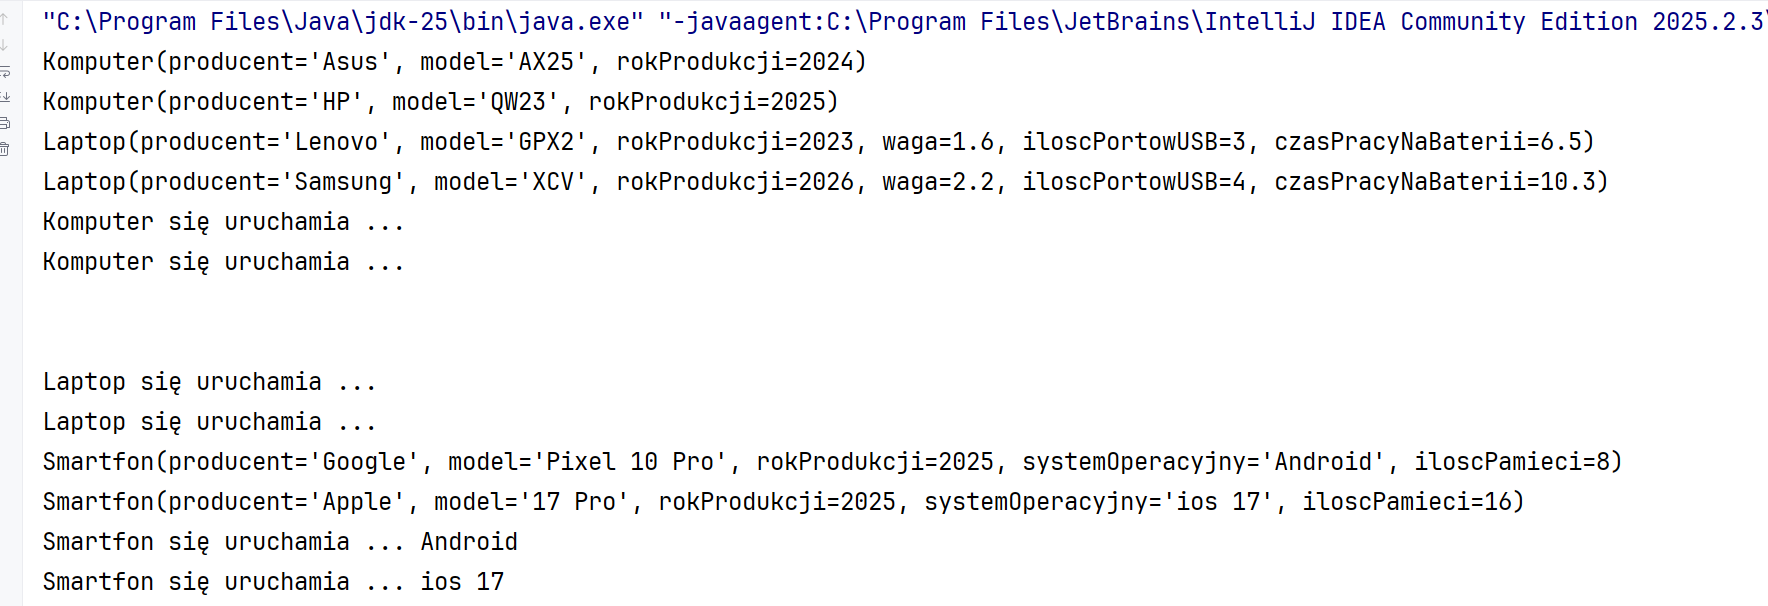 "C:\Program Files\Java\jdk-25\bin\java.exe" "-javaagent:C:\Program Files\JetBrains\IntelliJ IDEA Community Edition 2025.2.3\
Komputer(producent='Asus', model='AX25', rokProdukcji=2024)
Komputer(producent='HP', model='QW23', rokProdukcji=2025)
Laptop(producent='Lenovo', model='GPX2', rokProdukcji=2023, waga=1.6, iloscPortowUSB=3, czasPracyNaBaterii=6.5)
Laptop(producent='Samsung', model='XCV', rokProdukcji=2026, waga=2.2, iloscPortowUSB=4, czasPracyNaBaterii=10.3)
Komputer się uruchamia ...
Komputer się uruchamia ...
Laptop się uruchamia ...
Laptop się uruchamia ...
Smartfon(producent='Google', model='Pixel 10 Pro', rokProdukcji=2025, systemOperacyjny='Android', iloscPamieci=8)
Smartfon(producent='Apple', model='17 Pro', rokProdukcji=2025, systemOperacyjny='ios 17', iloscPamieci=16)
Smartfon się uruchamia ... Android
Smartfon się uruchamia ... ios 17